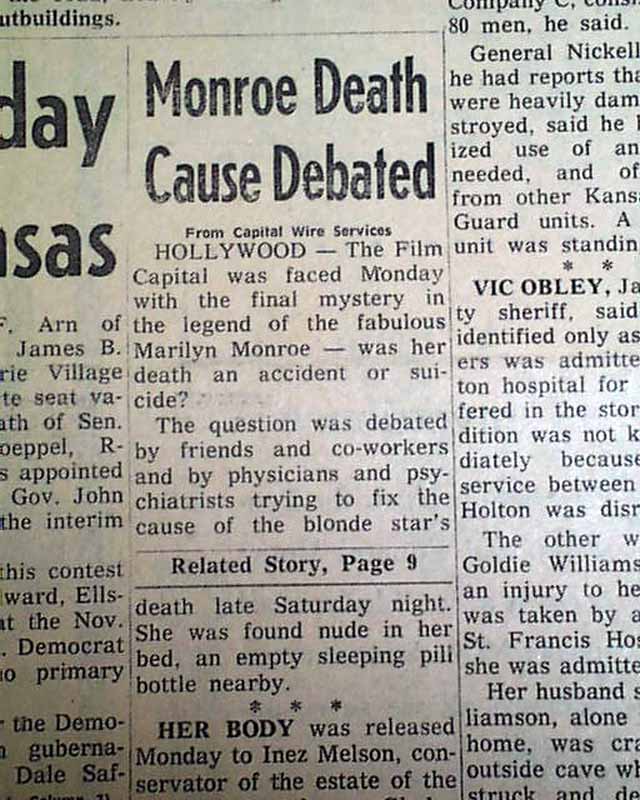 utbuildings.
day
nsas
F. Arn of
James B.
rie Village
te seat va-
ath of Sen.
oeppel, R-
s appointed
Gov. John
the interim
this contest
ward, Ells-
at the Nov.
. Democrat
no primary
r the Demo-
n guberna-
Dale Saf-
Monroe Death
Cause Debated
From Capital Wire Services
HOLLYWOOD — The Film
Capital was faced Monday
with the final mystery in
the legend of the fabulous
Marilyn Monroe — was her
death an accident or sui-
cide?
The question was debated
by friends and co-workers
and by physicians and psy-
chiatrists trying to fix the
cause of the blonde star's
Related Story, Page 9
death late Saturday night.
She was found nude in her
bed, an empty sleeping pill
bottle nearby.
* * *
HER BODY was released
Monday to Inez Melson, con-
servator of the estate of the
80 men, he said.
General Nickell
he had reports tha
were heavily dam
stroyed, said he h
ized use of an
needed, and of
from other Kansa
Guard units. A
unit was standin
* *
VIC OBLEY, Ja
ty sheriff, said
identified only as
ers was admitte
ton hospital for
fered in the stor
dition was not k
diately because
service between
Holton was disr
The other w
Goldie Williams
an injury to he
was taken by a
St. Francis Hos
she was admitte
Her husband s
liamson, alone
home, was cra
outside cave wh
struck and de